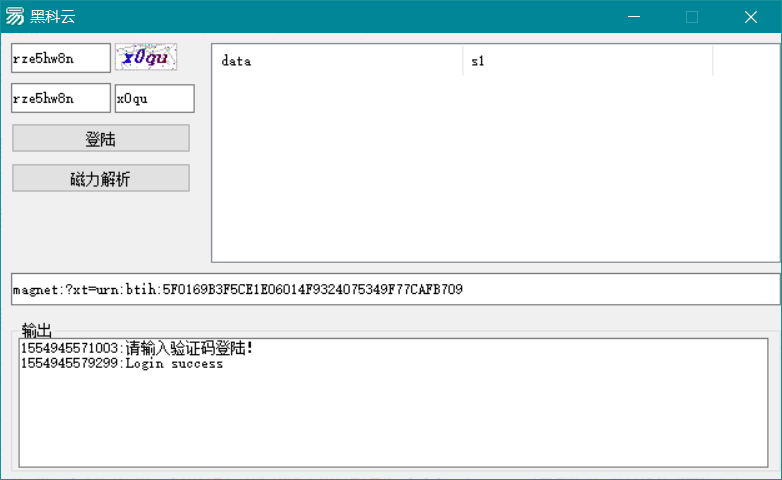 黑科云
rze5hw8n x0qu
data s1
rze5hw8n x0qu
登陆
磁力解析
magnet:?xt=urn:btih:5F0169B3F5CE1E06014F9324075349F77CAFB709
输出
1554945571003:请输入验证码登陆!
1554945579299:Login success